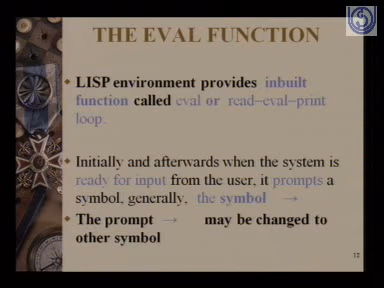 THE EVAL FUNCTION
LISP environment provides inbuilt
function called eval or read–eval–print
loop.
Initially and afterwards when the system is
ready for input from the user, it prompts a
symbol, generally, the symbol →
The prompt → may be changed to
other symbol
12